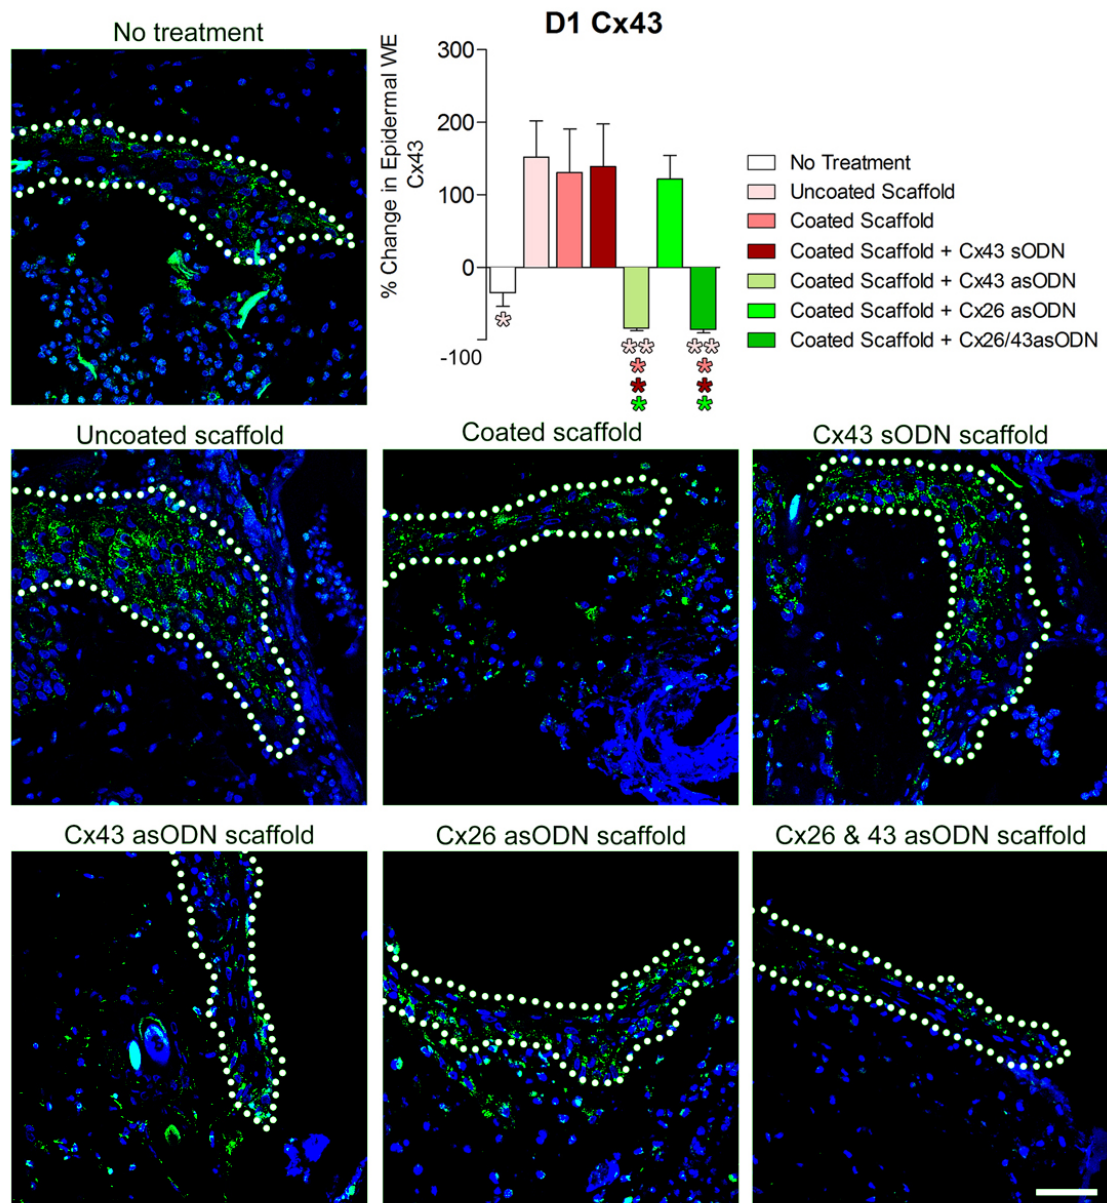 No treatment
D1 Cx43
% Change in Epidermal WE
Cx43
300
200
100
0
-100
*
**
*
*
*
**
*
*
*
No Treatment
Uncoated Scaffold
Coated Scaffold
Coated Scaffold + Cx43 sODN
Coated Scaffold + Cx43 asODN
Coated Scaffold + Cx26 asODN
Coated Scaffold + Cx26/43asODN
Uncoated scaffold
Coated scaffold
Cx43 sODN scaffold
Cx43 asODN scaffold
Cx26 asODN scaffold
Cx26 & 43 asODN scaffold